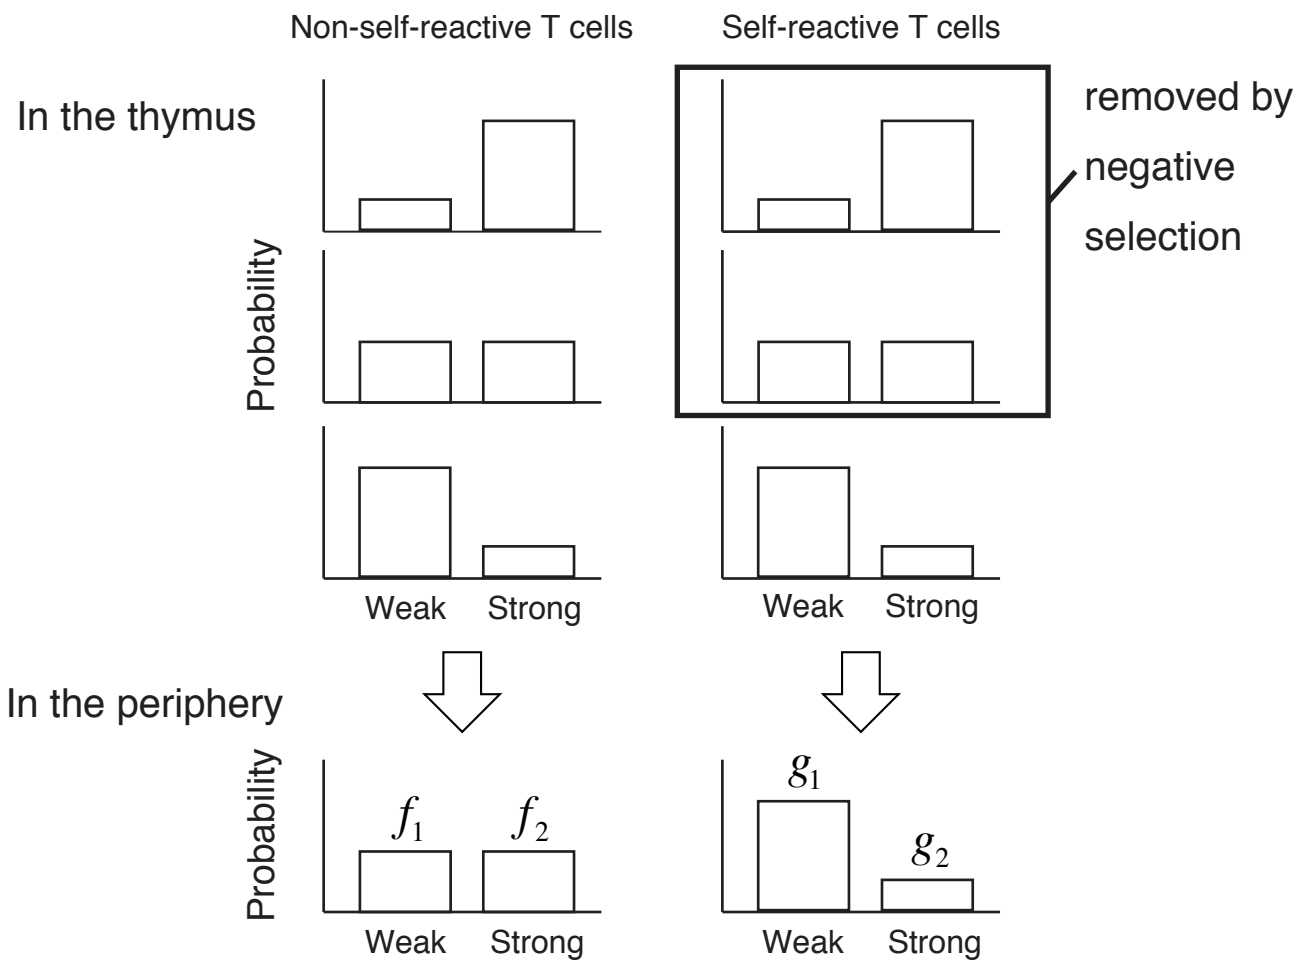 Non-self-reactive T cells
Self-reactive T cells
In the thymus
removed by
negative
selection
Probability
Weak
Strong
Weak
Strong
In the periphery
Probability
f1
f2
g1
g2
Weak
Strong
Weak
Strong